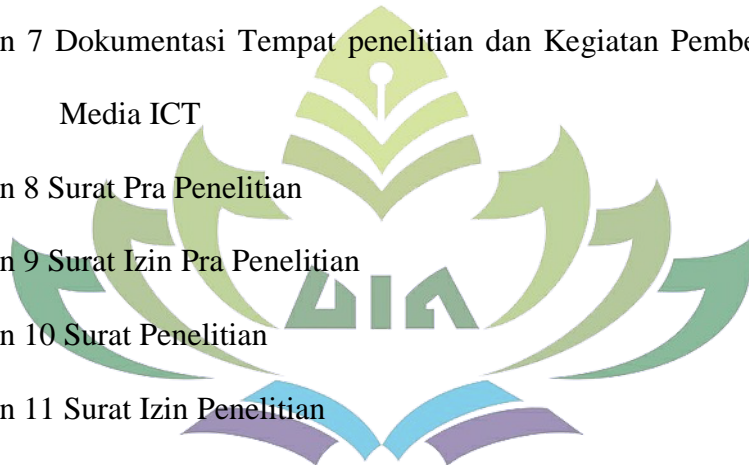 n 7 Dokumentasi Tempat penelitian dan Kegiatan Pembe
Media ICT
n 8 Surat Pra Penelitian
n 9 Surat Izin Pra Penelitian
UIN
n 10 Surat Penelitian
n 11 Surat Izin Penelitian